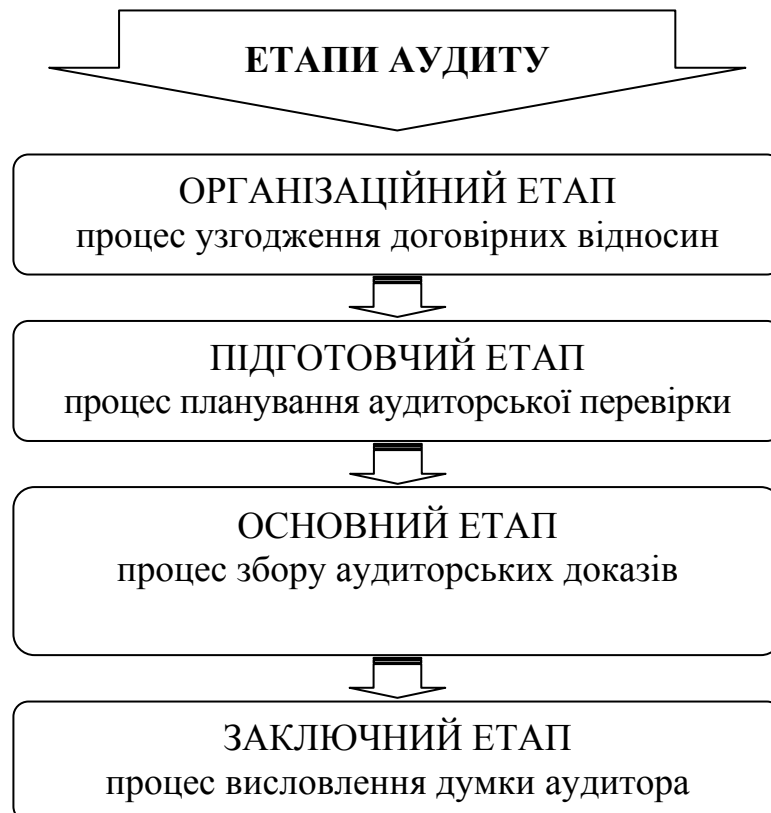 ЕТАПИ АУДИТУ
ОРГАНІЗАЦІЙНИЙ ЕТАП
процес узгодження договірних відносин
ПІДГОТОВЧИЙ ЕТАП
процес планування аудиторської перевірки
ОСНОВНИЙ ЕТАП
процес збору аудиторських доказів
ЗАКЛЮЧНИЙ ЕТАП
процес висловлення думки аудитора